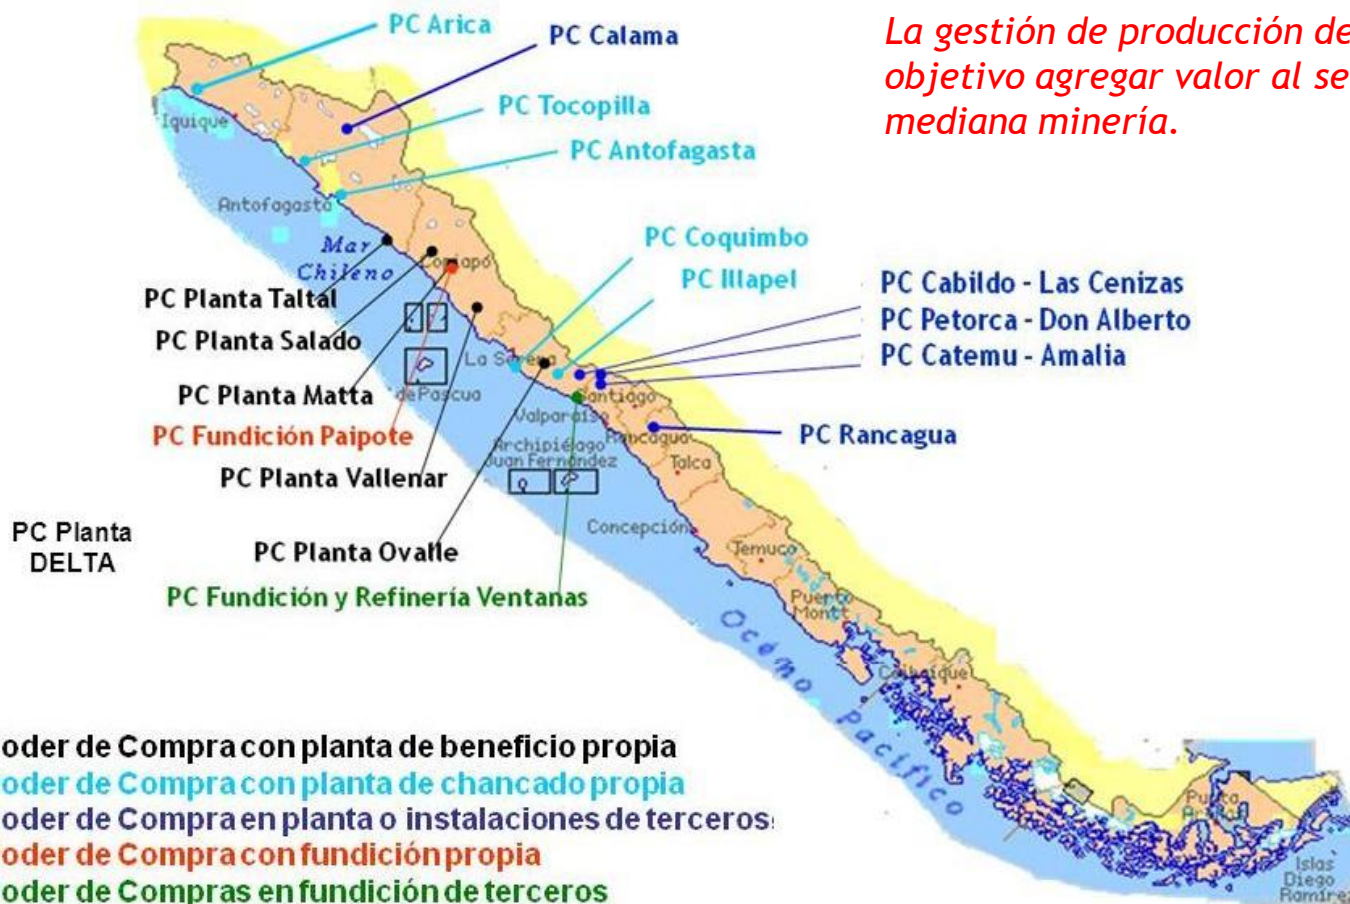 La gestión de producción de
objetivo agregar valor al se
mediana minería.
PC Arica
PC Calama
PC Tocopilla
PC Antofagasta
Iquique
Antofagasta
Mar
Chileno
Copiapó
PC Coquimbo
PC Illapel
PC Cabildo - Las Cenizas
PC Petorca - Don Alberto
PC Catemu - Amalia
PC Rancagua
PC Planta Taltal
PC Planta Salado
PC Planta Matta
PC Fundición Paipote
PC Planta Vallenar
PC Planta Ovalle
PC Fundición y Refinería Ventanas
PC Planta
DELTA
La Serena
de Pascua
Santiago
Valparaíso
Rancagua
Archipiélago
Juan Fernández
Talca
Concepción
Temuco
Puerto
Montt
Océano Pacífico
Coihaique
Punta
Arenas
Islas
Diego
Ramírez
oder de Compra con planta de beneficio propia
oder de Compra con planta de chancado propia
oder de Compra en planta o instalaciones de terceros
oder de Compra con fundición propia
oder de Compras en fundición de terceros